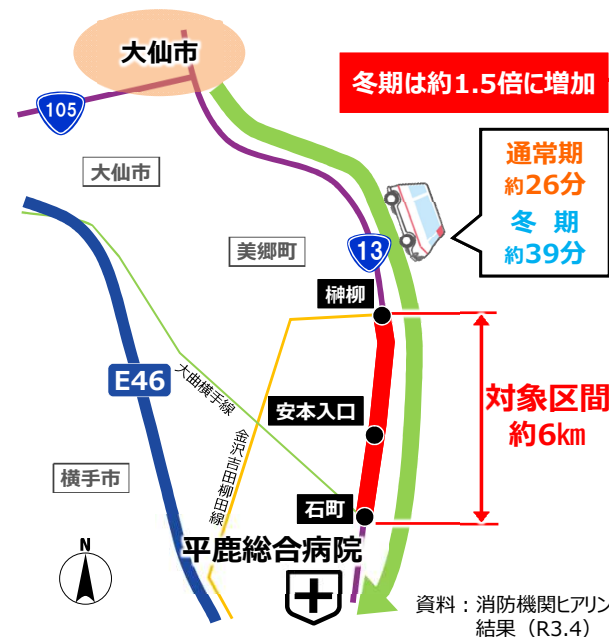 大仙市
冬期は約1.5倍に増加
105
通常期
約26分
冬 期
約39分
大仙市
美郷町
13
榊柳
E46
大曲横手線
安本入口
対象区間
約6km
金沢吉田柳田線
横手市
石町
平鹿総合病院
N
資料：消防機関ヒアリン
結果（R3.4）